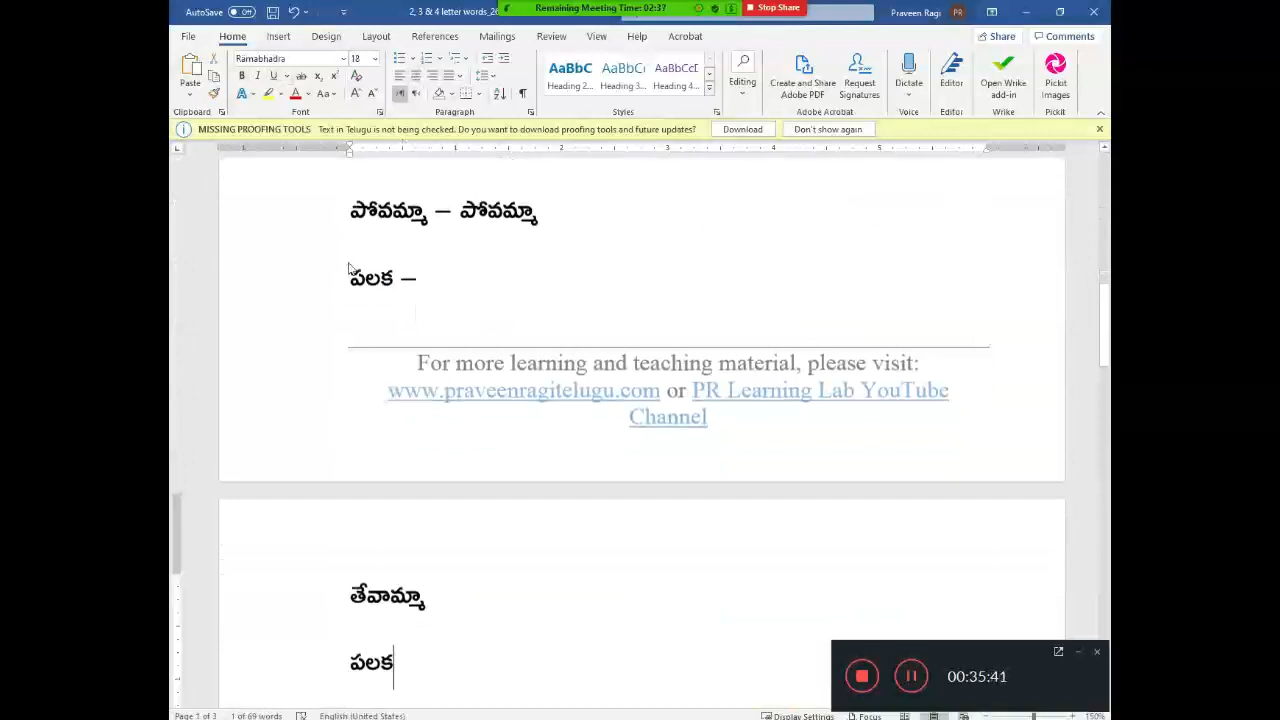 AutoSave Off 2, 3 & 4 letter words_20 Remaining Meeting Time: 02:37 Stop Share Praveen Ragi PR
File Home Insert Design Layout References Mailings Review View Help Acrobat Share Comments
Paste Ramabhadra 18 AaBbC Heading 2... AaBbCc Heading 3... AaBbCcI Heading 4... Editing Create and Share Adobe PDF Request Signatures Dictate Editor Open Wrike add-in Pickit Images
Clipboard Font Paragraph Styles Adobe Acrobat Voice Editor Wrike Pickit
MISSING PROOFING TOOLS Text in Telugu is not being checked. Do you want to download proofing tools and future updates? Download Don't show again
పోవమ్మా – పోవమ్మా
పలక –
For more learning and teaching material, please visit:
www.praveenragitelugu.com or PR Learning Lab YouTube
Channel
తేవామ్మా
పలక
00:35:41
Page 1 of 3 1 of 69 words English (United States) Display Settings Focus 150%